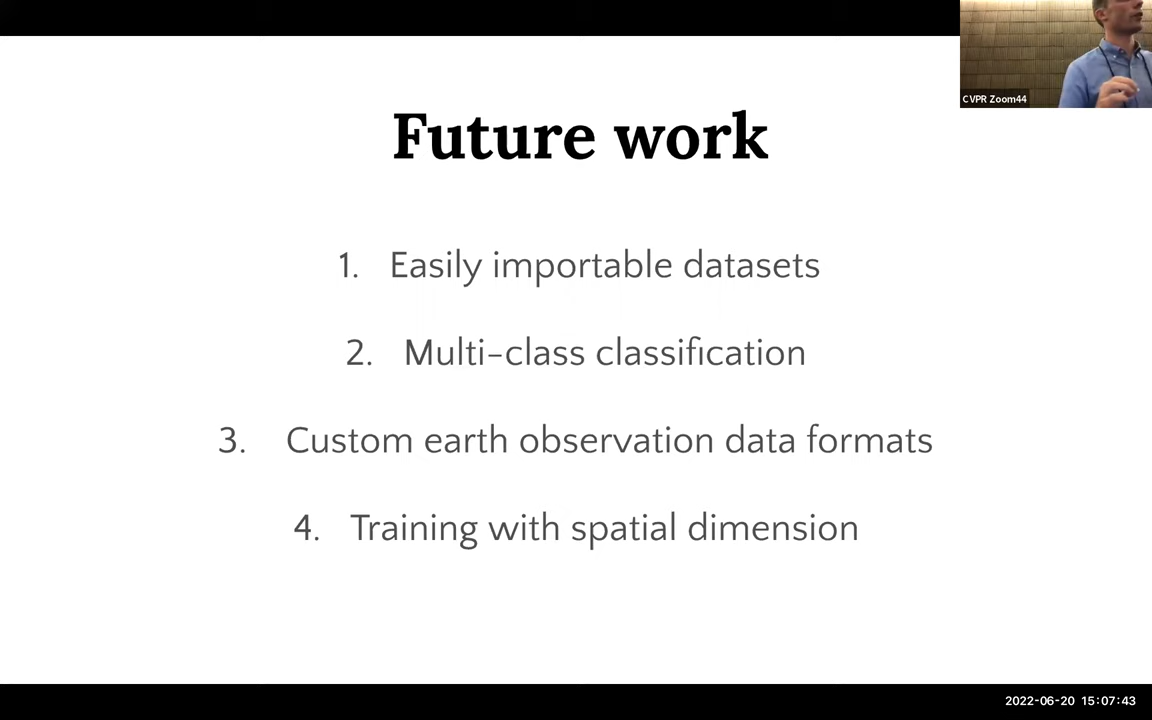 CVPR Zoom44
Future work
1. Easily importable datasets
2. Multi-class classification
3. Custom earth observation data formats
4. Training with spatial dimension
2022-06-20 15:07:43